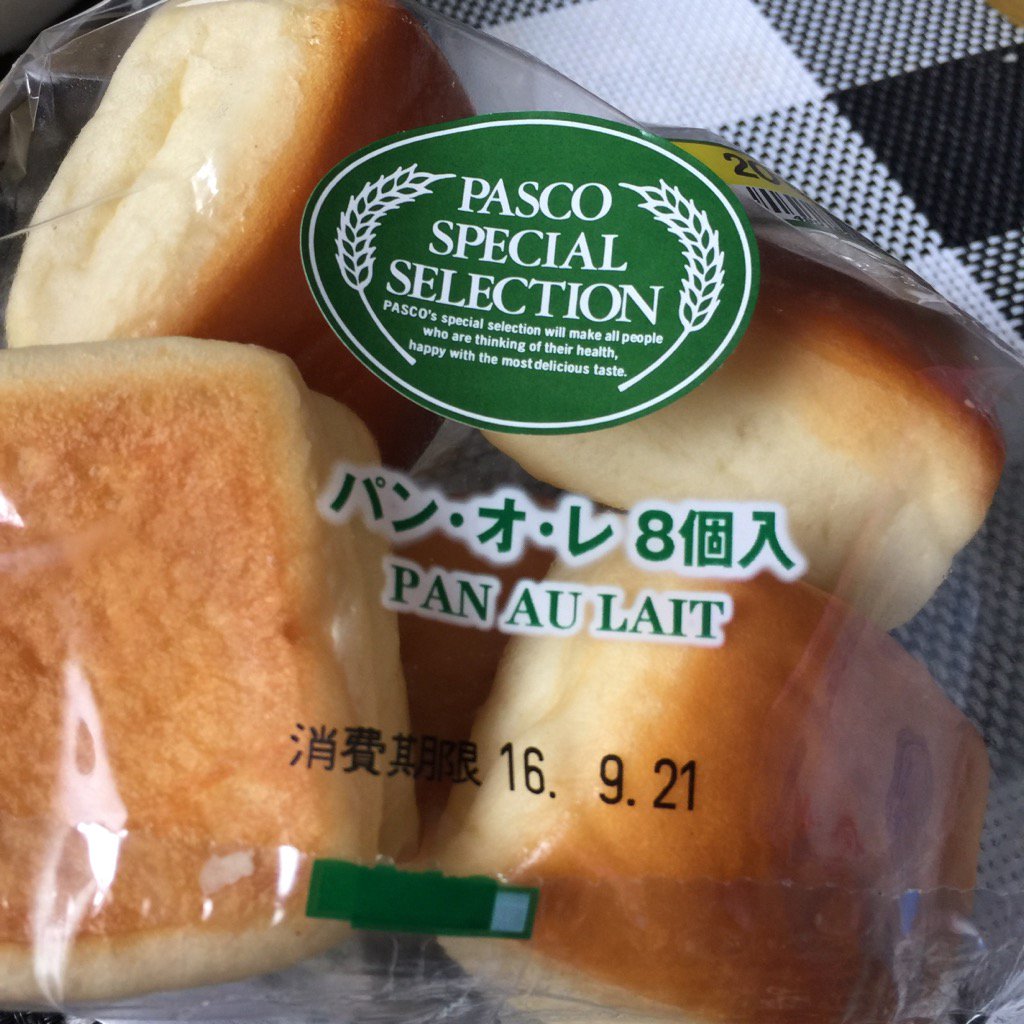 PASCO
SPECIAL
SELECTION
PASCO's special selection will make all people
who are thinking of their health,
happy with the most delicious taste.
パン・オ・レ 8個入
PAN AU LAIT
消費期限 16. 9. 21